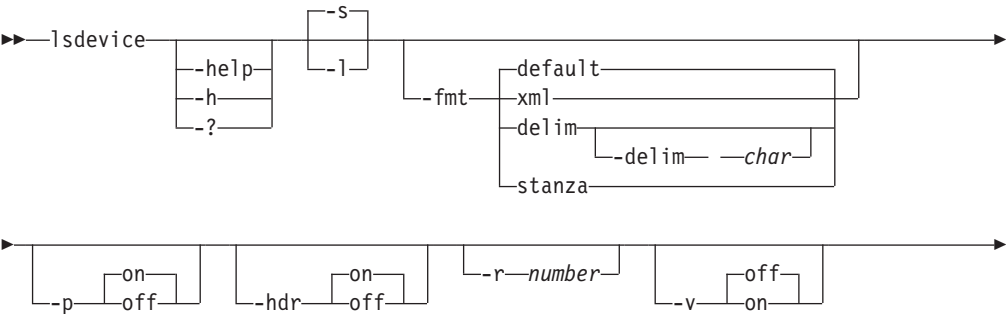 -s
lsdevice
-help -l
-h
-?
default
-fmt xml
delim
-delim char
stanza
on on -r number off
-p off -hdr off -v on